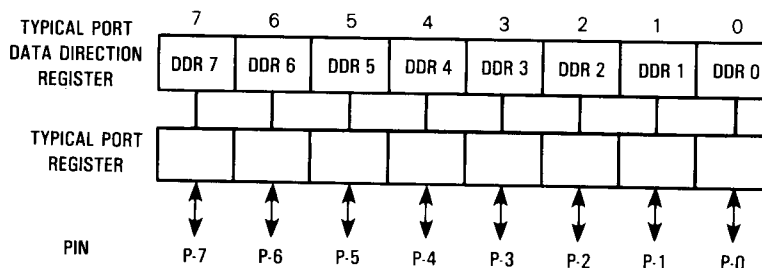 TYPICAL PORT
DATA DIRECTION
REGISTER
7 6 5 4 3 2 1 0
DDR 7 DDR 6 DDR 5 DDR 4 DDR 3 DDR 2 DDR 1 DDR 0
TYPICAL PORT
REGISTER
PIN P-7 P-6 P-5 P-4 P-3 P-2 P-1 P-0